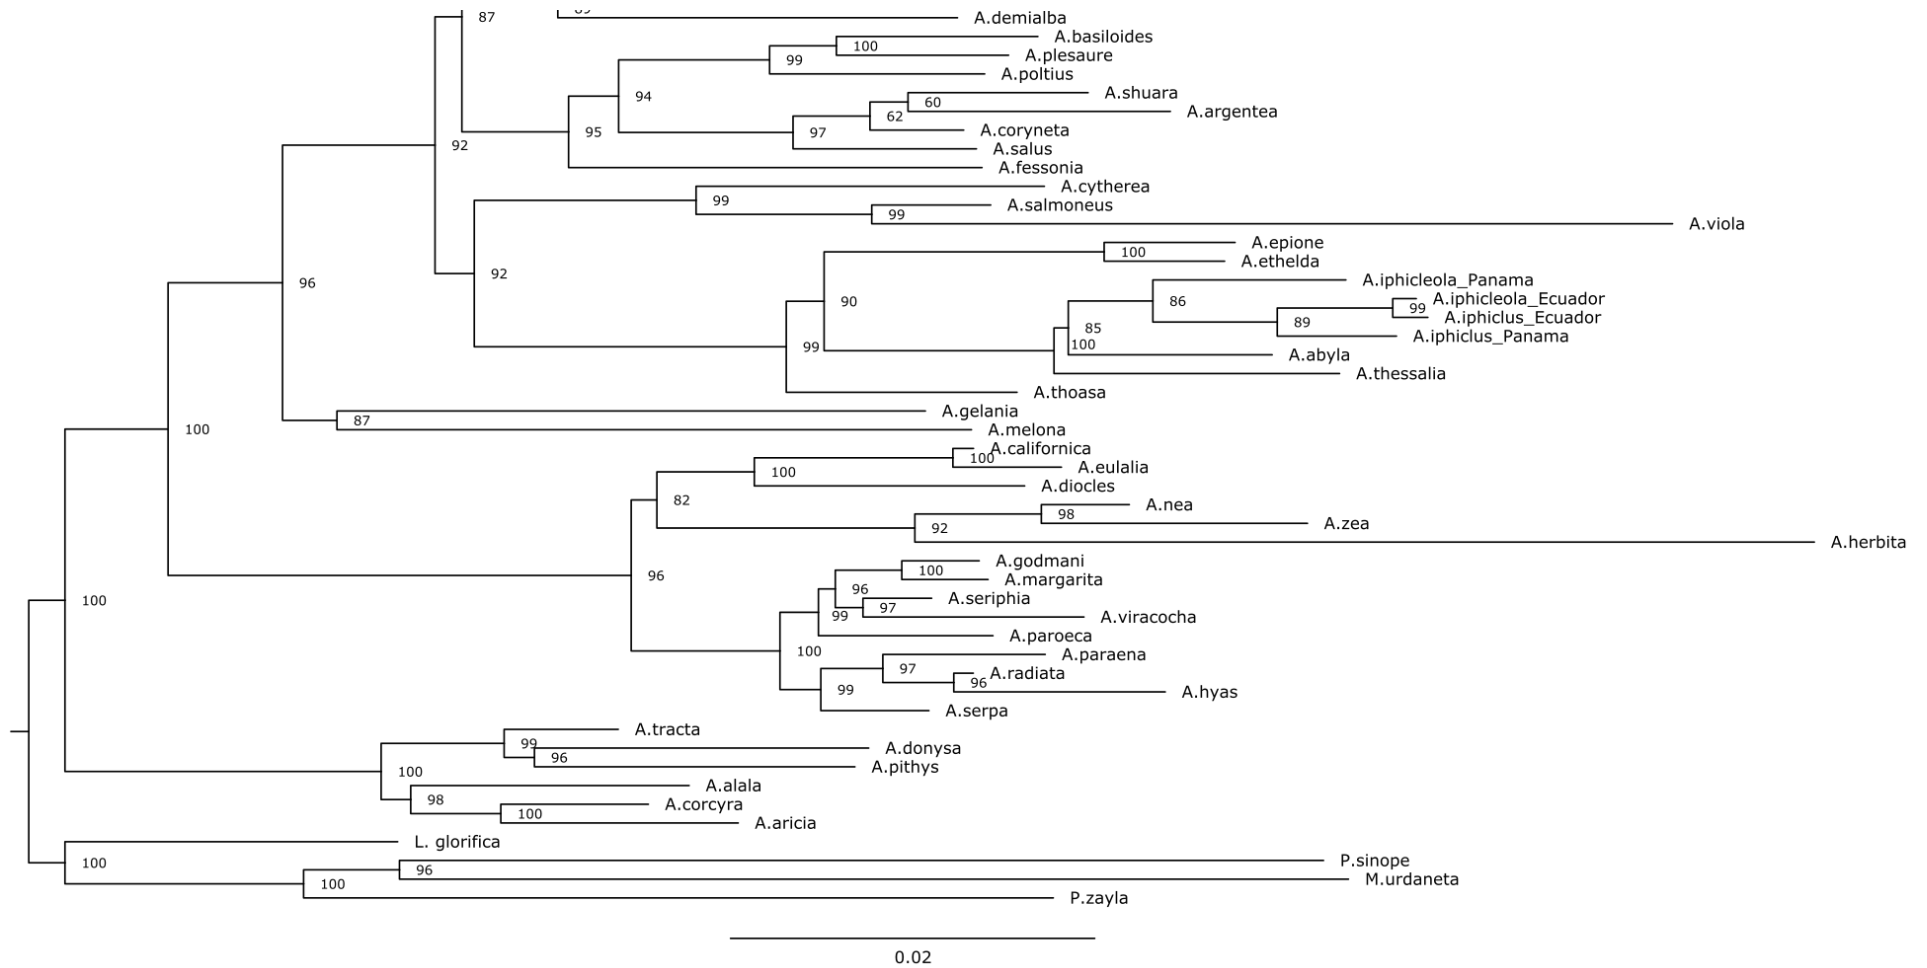 87
A.demialba
A.basiloides
100
A.plesaure
99
A.poltius
94
A.shuara
60
A.argentea
62
A.coryneta
95
97
A.salus
92
A.fessonia
A.cytherea
99
A.salmoneus
99
A.viola
A.epione
100
A.ethelda
92
A.iphicleola_Panama
96
90
86
A.iphicleola_Ecuador
99
A.iphiclus_Ecuador
89
85
A.iphiclus_Panama
100
99
A.abyla
A.thessalia
A.thoasa
A.gelania
87
A.melona
100
A.californica
100
A.eulalia
100
A.diocles
82
A.nea
98
A.zea
92
A.herbita
A.godmani
100
A.margarita
96
96
A.seriphia
100
97
99
A.viracocha
A.paroeca
100
A.paraena
97
A.radiata
96
A.hyas
99
A.serpa
A.tracta
99
A.donysa
96
A.pithys
100
A.alala
98
A.corcyra
100
A.aricia
L. glorifica
100
P.sinope
96
M.urdaneta
100
P.zayla
0.02